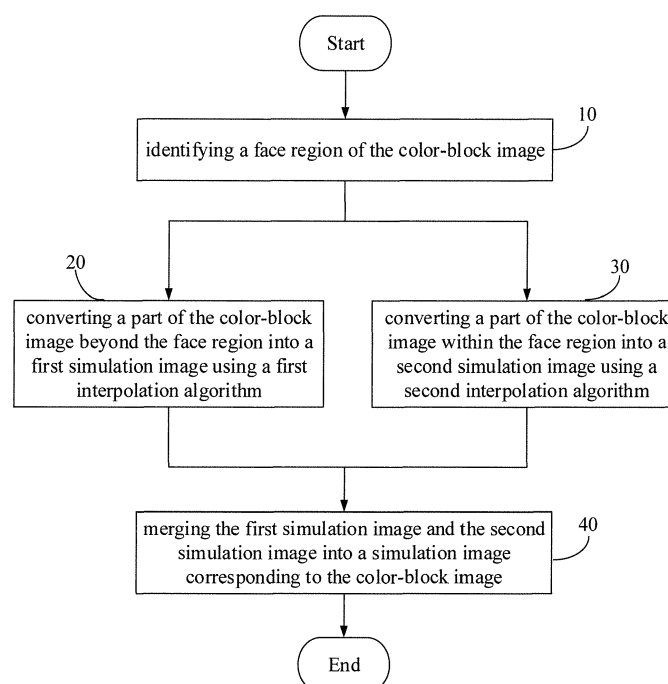 Start
10
identifying a face region of the color-block image
20
converting a part of the color-block
image beyond the face region into a
first simulation image using a first
interpolation algorithm
30
converting a part of the color-block
image within the face region into a
second simulation image using a
second interpolation algorithm
40
merging the first simulation image and the second
simulation image into a simulation image
corresponding to the color-block image
End